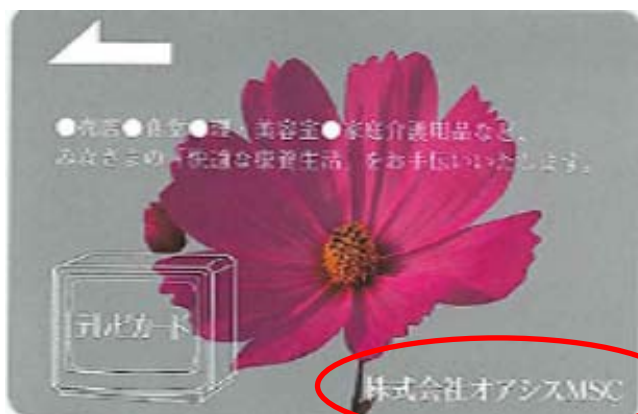 ●売店●食堂●理・美容室●家庭介護用品など、
みなさまの「快適な療養生活」をお手伝いいたします。
テレビカード
株式会社オアシスMSC